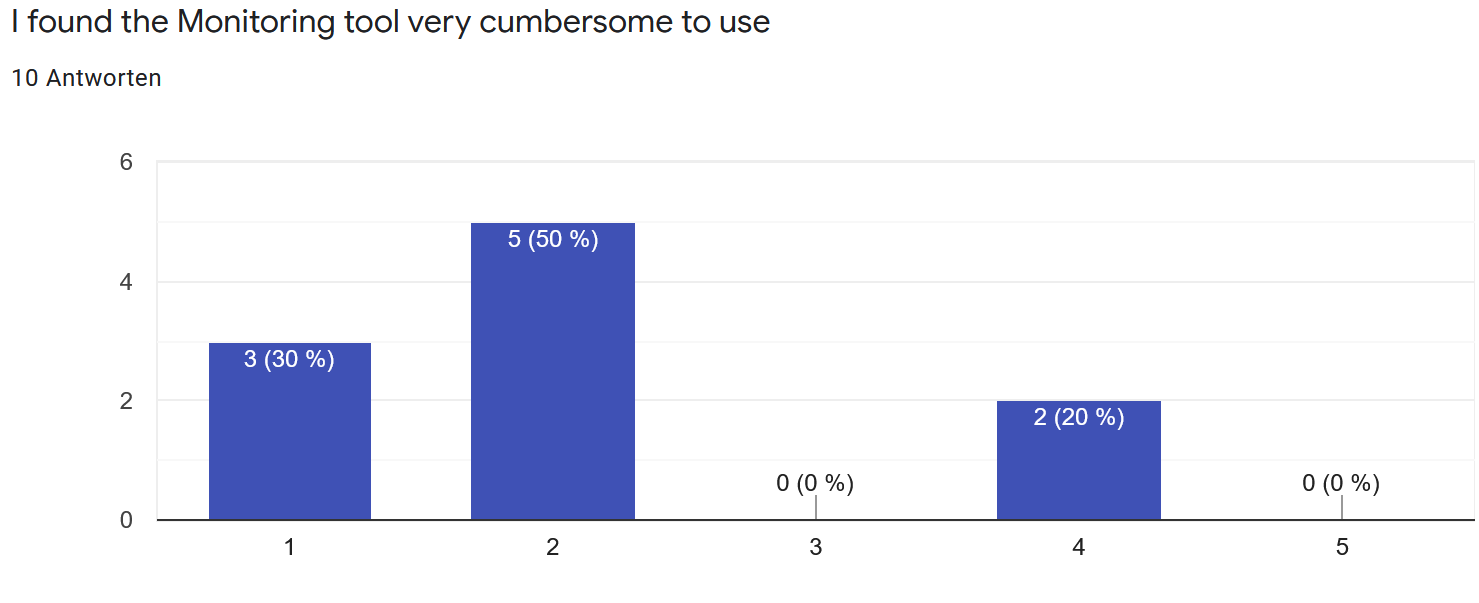 I found the Monitoring tool very cumbersome to use
10 Antworten
6
5 (50 %)
4
3 (30 %)
2
2 (20 %)
0 (0 %)
0 (0 %)
0
1
2
3
4
5